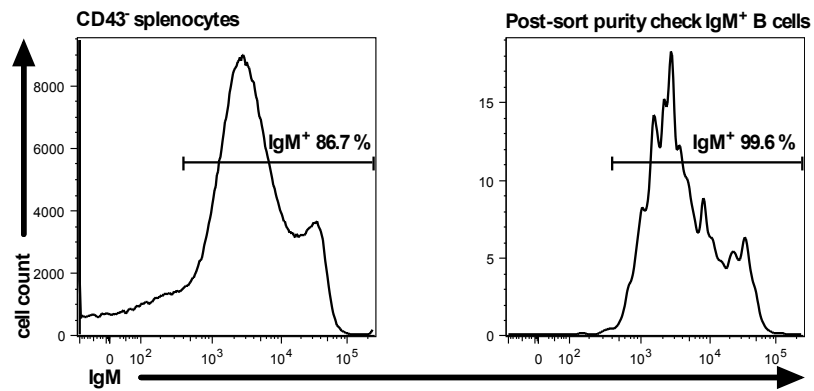 CD43⁻ splenocytes
Post-sort purity check IgM⁺ B cells
8000
6000
4000
2000
0
IgM⁺ 86.7 %
15
10
5
0
IgM⁺ 99.6 %
cell count
0 10² 10³ 10⁴ 10⁵
0 10² 10³ 10⁴ 10⁵
IgM